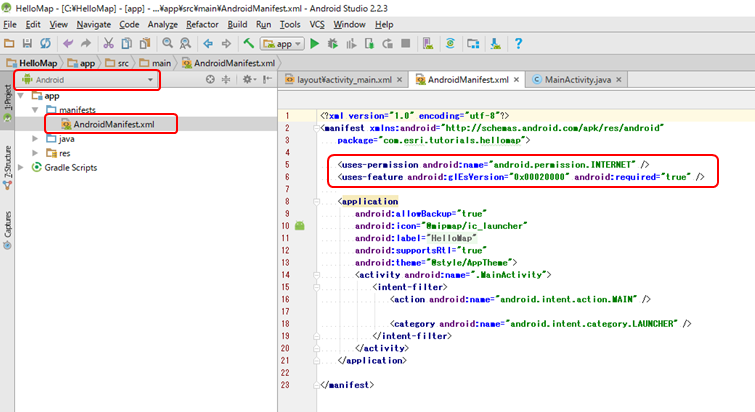 HelloMap - [C:¥HelloMap] - [app] - ...¥app¥src¥main¥AndroidManifest.xml - Android Studio 2.2.3
File Edit View Navigate Code Analyze Refactor Build Run Tools VCS Window Help
app
HelloMap app src main AndroidManifest.xml
Android
layout¥activity_main.xml × AndroidManifest.xml × MainActivity.java ×
1: Project
7: Structure
Captures
app
manifests
AndroidManifest.xml
java
res
Gradle Scripts
1 <?xml version="1.0" encoding="utf-8"?>
2 <manifest xmlns:android="http://schemas.android.com/apk/res/android"
3 package="com.esri.tutorials.hellomap">
4
5 <uses-permission android:name="android.permission.INTERNET" />
6 <uses-feature android:glEsVersion="0x00020000" android:required="true" />
7
8 <application
9 android:allowBackup="true"
10 android:icon="@mipmap/ic_launcher"
11 android:label="HelloMap"
12 android:supportsRtl="true"
13 android:theme="@style/AppTheme">
14 <activity android:name=".MainActivity">
15 <intent-filter>
16 <action android:name="android.intent.action.MAIN" />
17
18 <category android:name="android.intent.category.LAUNCHER" />
19 </intent-filter>
20 </activity>
21 </application>
22
23 </manifest>